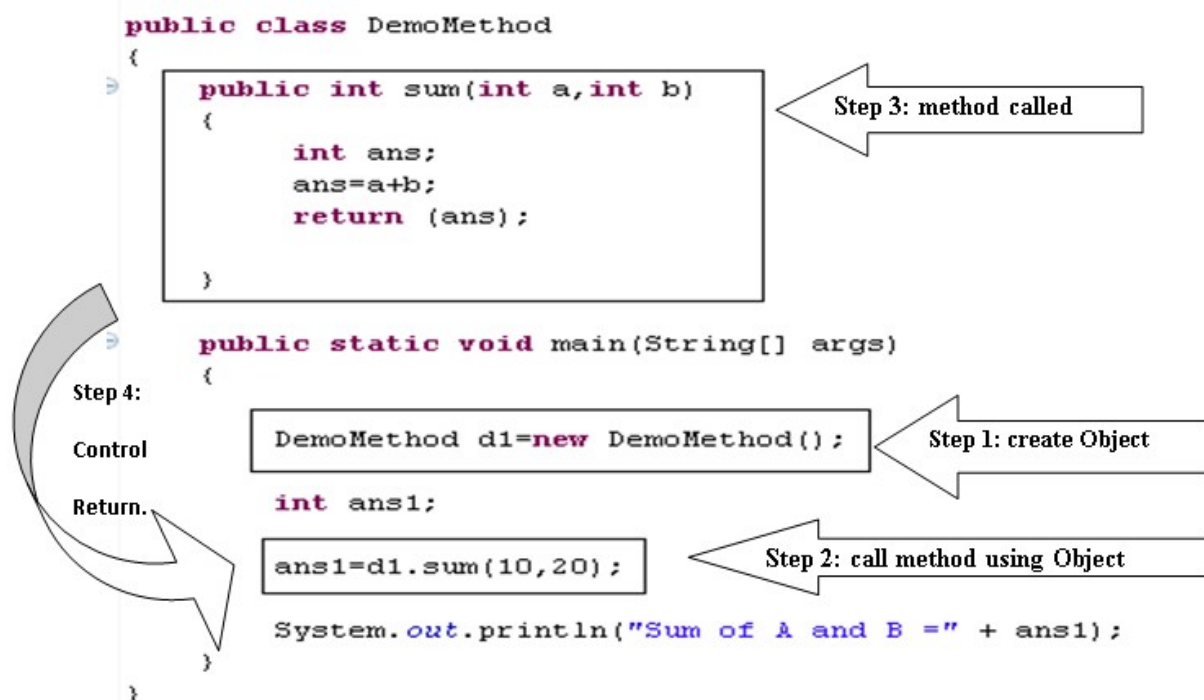 public class DemoMethod
{
public int sum(int a,int b)
Step 3: method called
{
int ans;
ans=a+b;
return (ans);
}
public static void main(String[] args)
{
Step 4:
Control
Return.
DemoMethod d1=new DemoMethod();
Step 1: create Object
int ans1;
ans1=d1.sum(10,20);
Step 2: call method using Object
System.out.println("Sum of A and B =" + ans1);
}
}